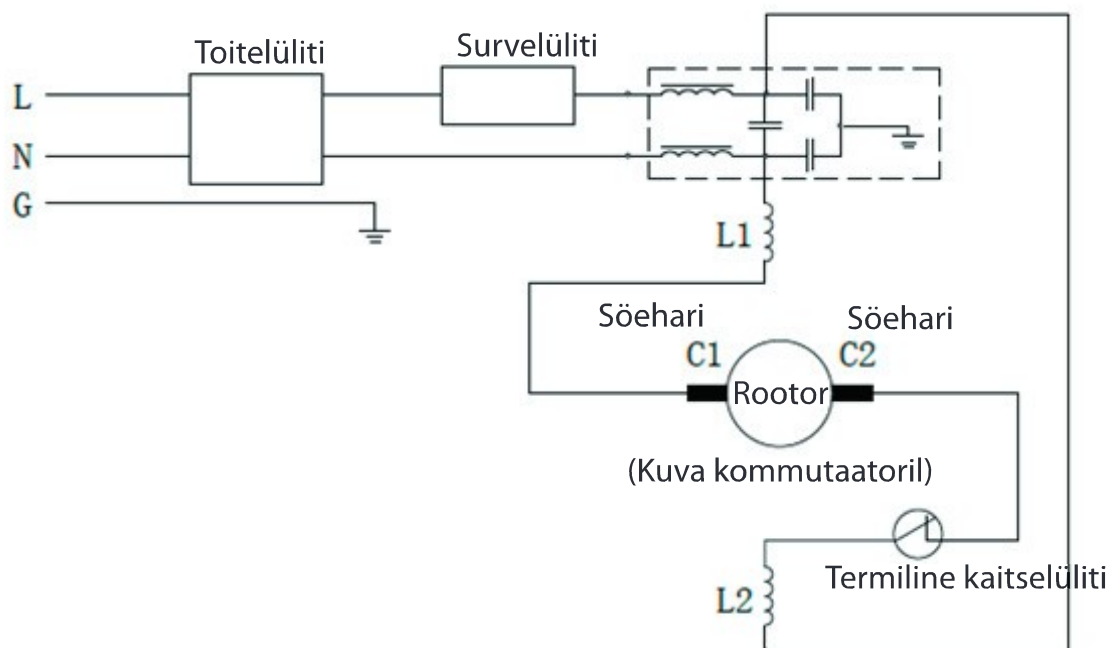 Toitelüliti
Survelüliti
L
N
G
L1
Söehari
Söehari
C1
C2
Rootor
(Kuva kommutaatoril)
Termiline kaitselüliti
L2